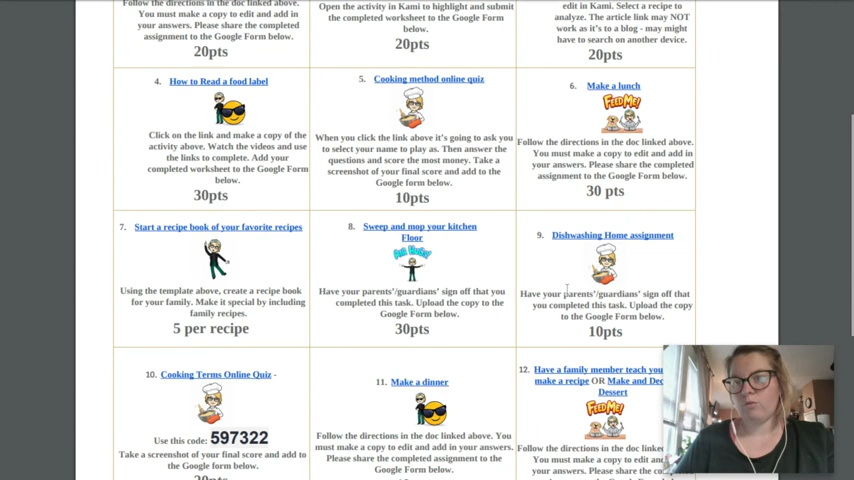 Follow the directions in the doc linked above.
You must make a copy to edit and add in
your answers. Please share the completed
assignment to the Google Form below.
20pts
Open the activity in Kami to highlight and submit
the completed worksheet to the Google Form
below.
20pts
edit in Kami. Select a recipe to
analyze. The article link may NOT
work as it's to a blog - may might
have to search on another device.
20pts
4. How to Read a food label
Click on the link and make a copy of the
activity above. Watch the videos and use
the links to complete. Add your
completed worksheet to the Google Form
below.
30pts
5. Cooking method online quiz
When you click the link above it's going to ask you
to select your name to play as. Then answer the
questions and score the most money. Take a
screenshot of your final score and add to the
Google form below.
10pts
6. Make a lunch
FEED ME!
Follow the directions in the doc linked above.
You must make a copy to edit and add in
your answers. Please share the completed
assignment to the Google Form below.
30 pts
7. Start a recipe book of your favorite recipes
Using the template above, create a recipe book
for your family. Make it special by including
family recipes.
5 per recipe
8. Sweep and mop your kitchen
Floor
Have your parents'/guardians' sign off that you
completed this task. Upload the copy to the
Google Form below.
30pts
9. Dishwashing Home assignment
Have your parents'/guardians' sign off that
you completed this task. Upload the copy
to the Google Form below.
10pts
10. Cooking Terms Online Quiz -
Use this code: 597322
Take a screenshot of your final score and add to
the Google form below.
11. Make a dinner
Follow the directions in the doc linked above. You
must make a copy to edit and add in your answers.
Please share the completed assignment to the
Google Form below.
12. Have a family member teach you
make a recipe OR Make and Dec
Dessert
FEED ME!
Follow the directions in the doc linked
You must make a copy to edit and
your answers. Please share the co